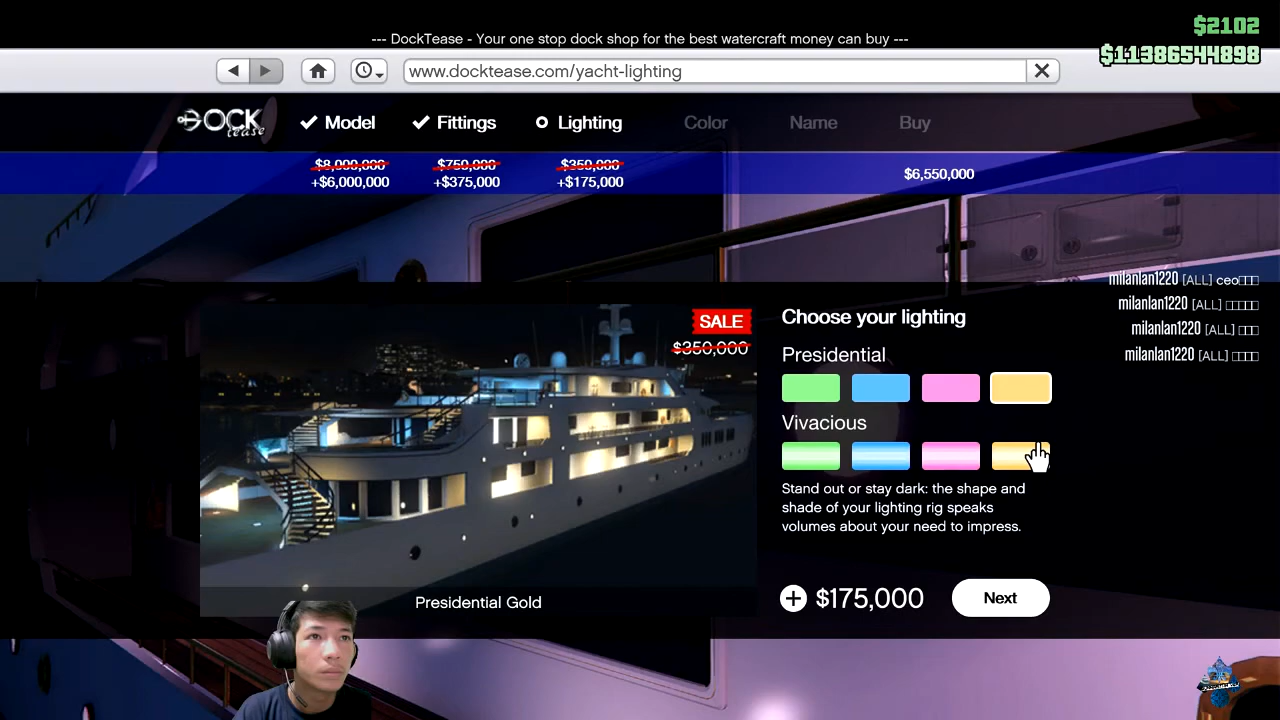 $2102
--- DockTease - Your one stop dock shop for the best watercraft money can buy ---
$11386544898
www.docktease.com/yacht-lighting
DOCK tease
Model
Fittings
Lighting
Color
Name
Buy
$8,000,000
$750,000
$350,000
+$6,000,000
+$375,000
+$175,000
$6,550,000
milanlan1220 [ALL] ceo□□□
milanlan1220 [ALL] □□□□□
milanlan1220 [ALL] □□□
milanlan1220 [ALL] □□□□
SALE
$350,000
Choose your lighting
Presidential
Vivacious
Stand out or stay dark: the shape and
shade of your lighting rig speaks
volumes about your need to impress.
$175,000
Next
Presidential Gold